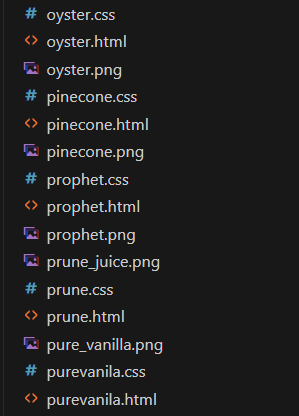 oyster.css
oyster.html
oyster.png
pinecone.css
pinecone.html
pinecone.png
prophet.css
prophet.html
prophet.png
prune_juice.png
prune.css
prune.html
pure_vanilla.png
purevanila.css
purevanila.html